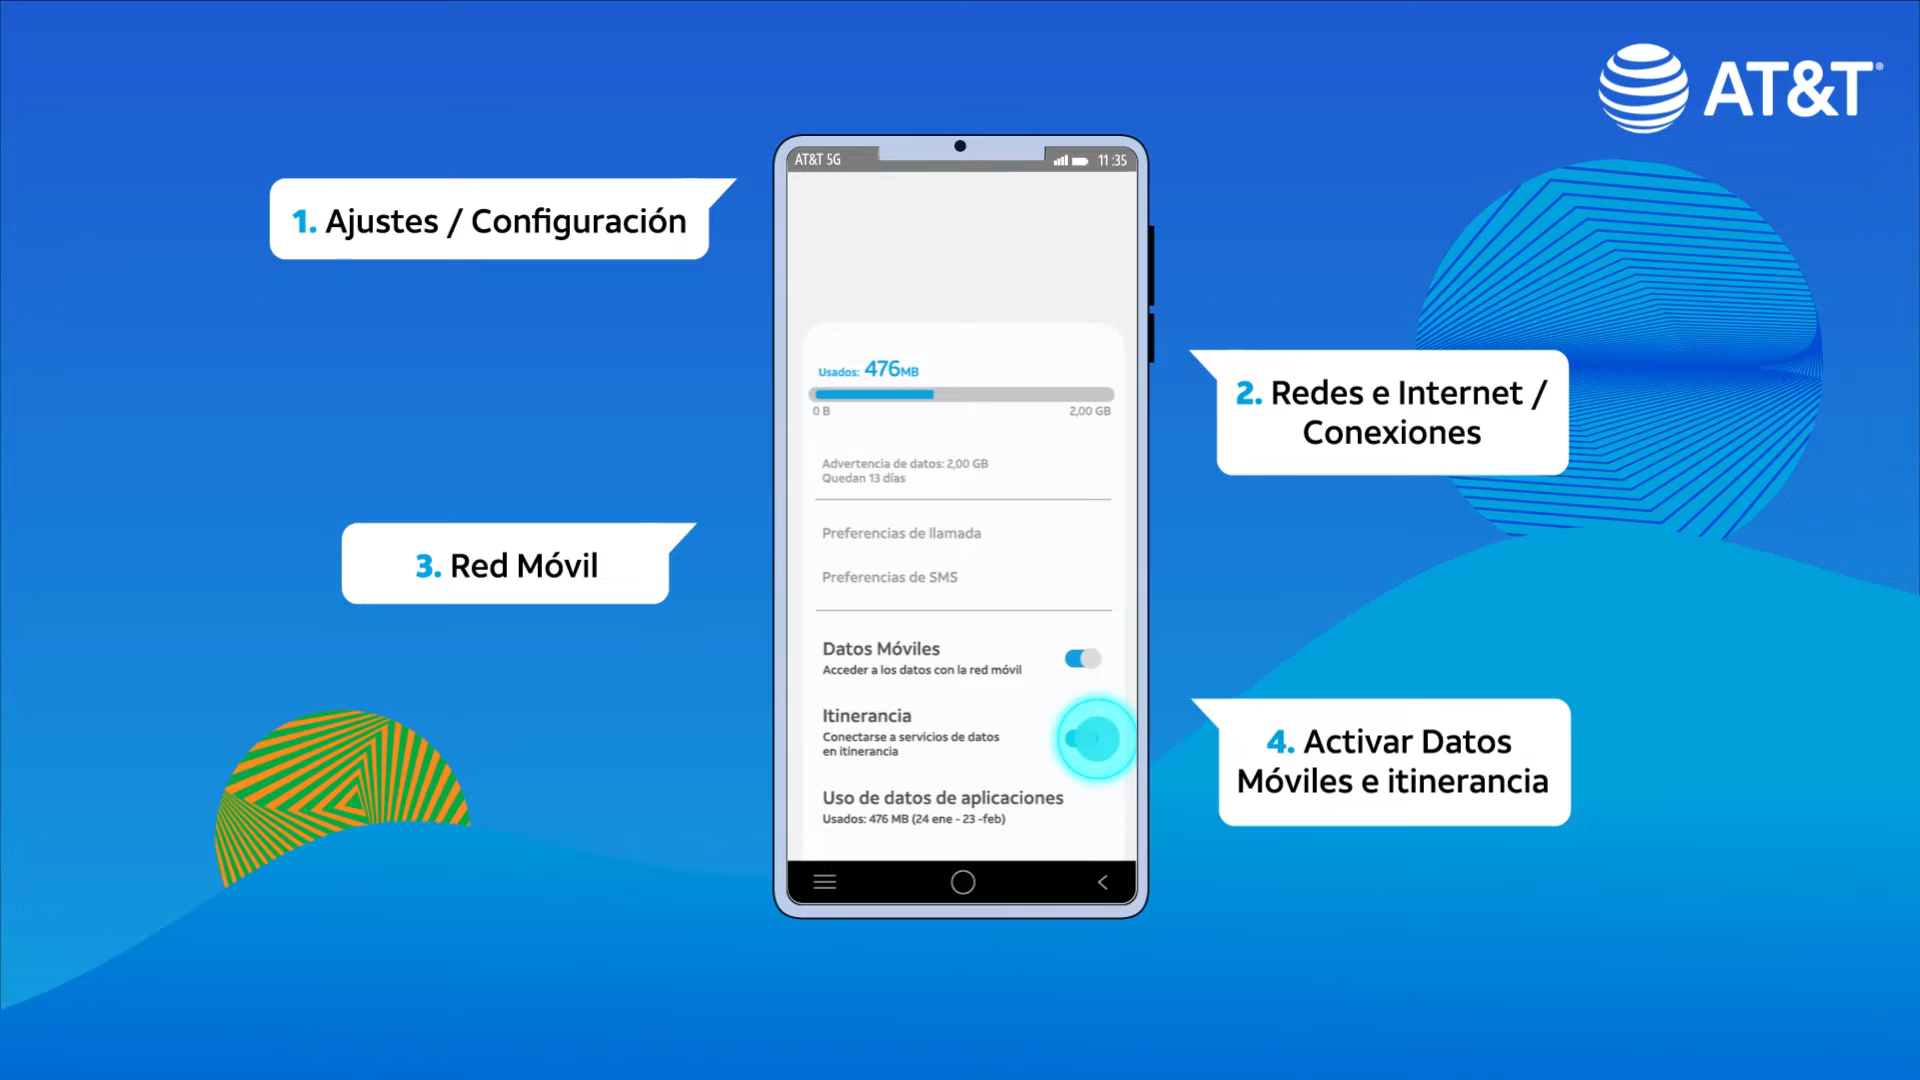 AT&T
AT&T 5G
11:35
1. Ajustes / Configuración
Usados: 476MB
0 B
2,00 GB
2. Redes e Internet /
Conexiones
Advertencia de datos: 2,00 GB
Quedan 13 días
Preferencias de llamada
Preferencias de SMS
3. Red Móvil
Datos Móviles
Acceder a los datos con la red móvil
Itinerancia
Conectarse a servicios de datos
en itinerancia
4. Activar Datos
Móviles e itinerancia
Uso de datos de aplicaciones
Usados: 476 MB (24 ene - 23 -feb)